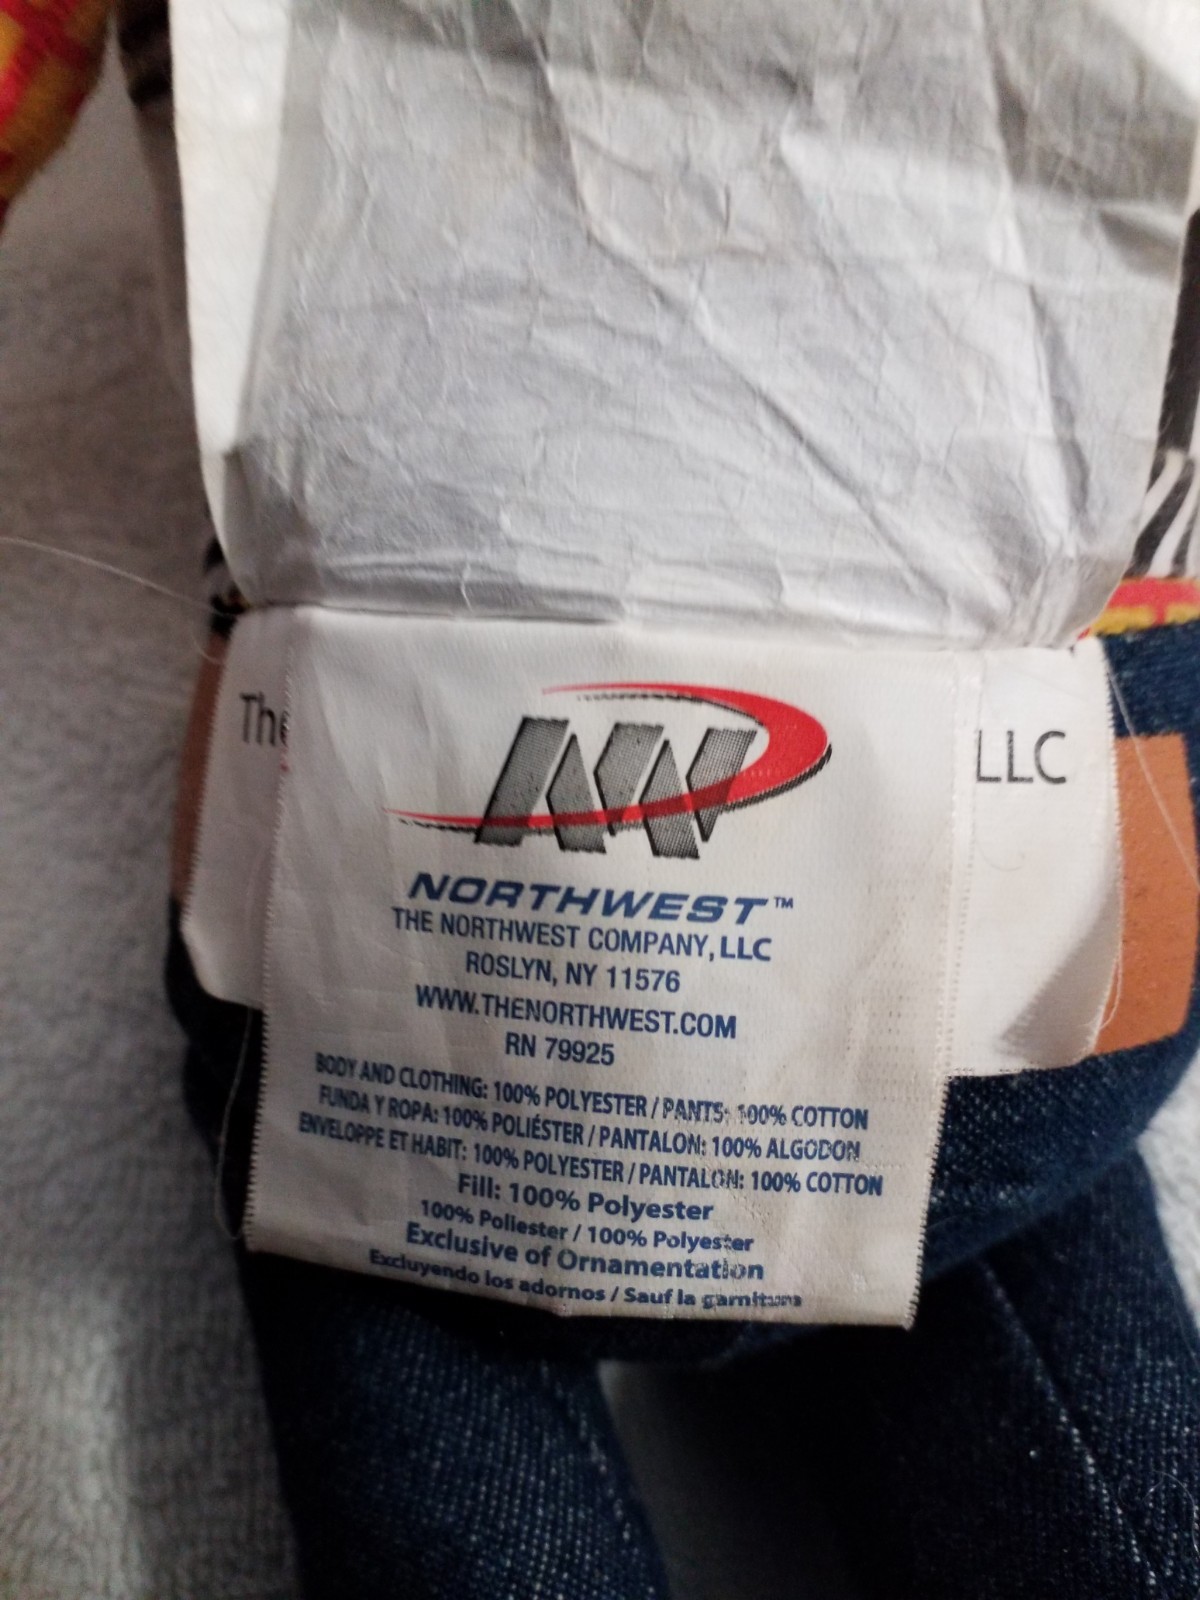 The
LLC
NORTHWEST™
THE NORTHWEST COMPANY, LLC
ROSLYN, NY 11576
WWW.THENORTHWEST.COM
RN 79925
BODY AND CLOTHING: 100% POLYESTER / PANTS: 100% COTTON
FUNDA Y ROPA: 100% POLIÉSTER / PANTALON: 100% ALGODON
ENVELOPPE ET HABIT: 100% POLYESTER / PANTALON: 100% COTTON
Fill: 100% Polyester
100% Poliester / 100% Polyester
Exclusive of Ornamentation
Excluyendo los adornos / Sauf la garniture